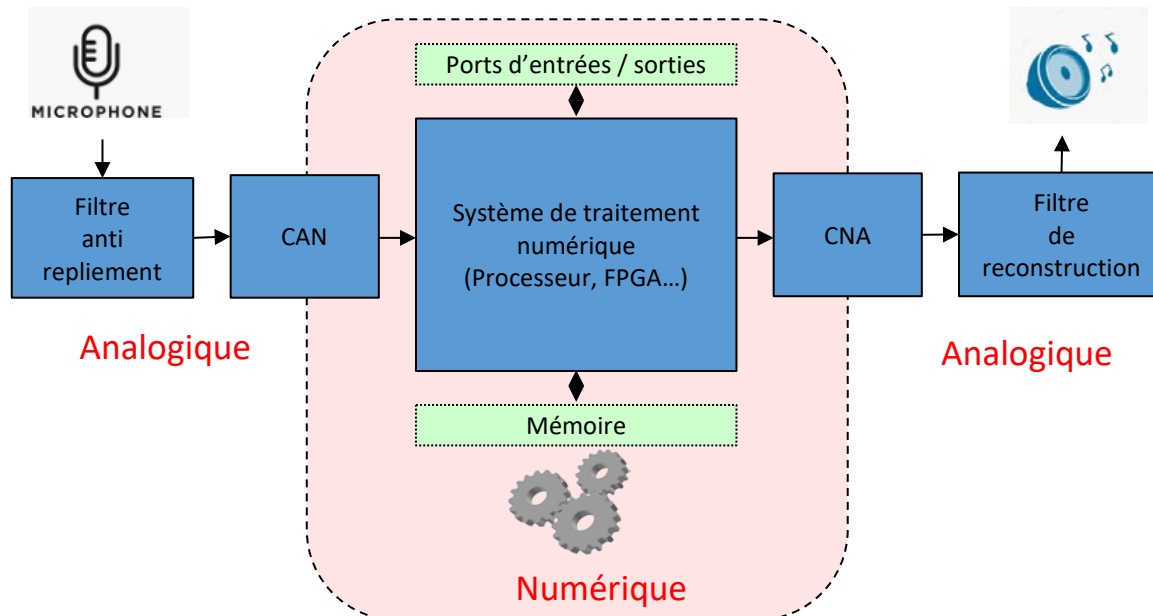 MICROPHONE
Ports d’entrées / sorties
Filtre
anti
repliement
CAN
Système de traitement
numérique
(Processeur, FPGA…)
CNA
Filtre
de
reconstruction
Analogique
Analogique
Mémoire
Numérique